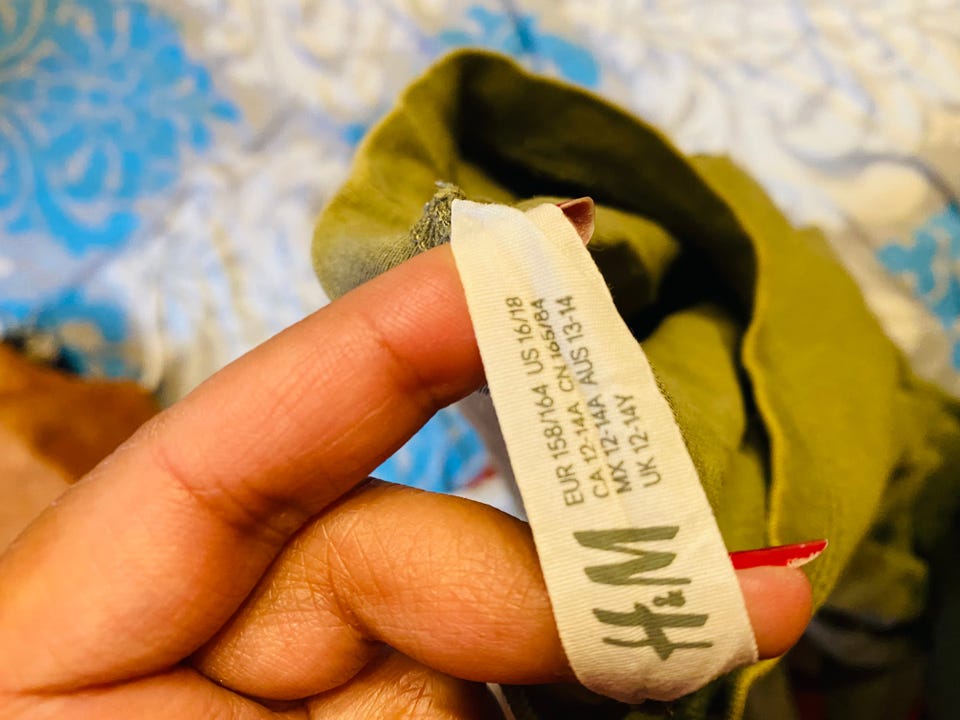 EUR 158/164 US 16/18
CA 12-14A CN 165/84
MX 12-14A AUS 13-14
UK 12-14Y
H&M